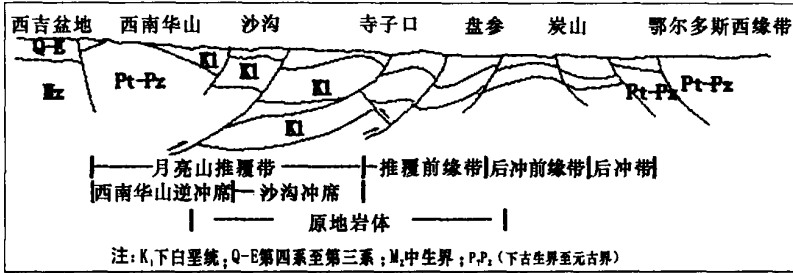 西吉盆地 西南华山 沙沟 寺子口 盘参 炭山 鄂尔多斯西缘带
Q-E
K1
K1
Mz
Pt-Pz
K1
Pt-Pz
Pt-Pz
K1
月亮山推覆带 推覆前缘带 后冲前缘带 后冲带
西南华山逆冲席 沙沟冲席
原地岩体
注:K₁下白垩统;Q-E第四系至第三系;M₂中生界;P₁P₂(下古生界至元古界)